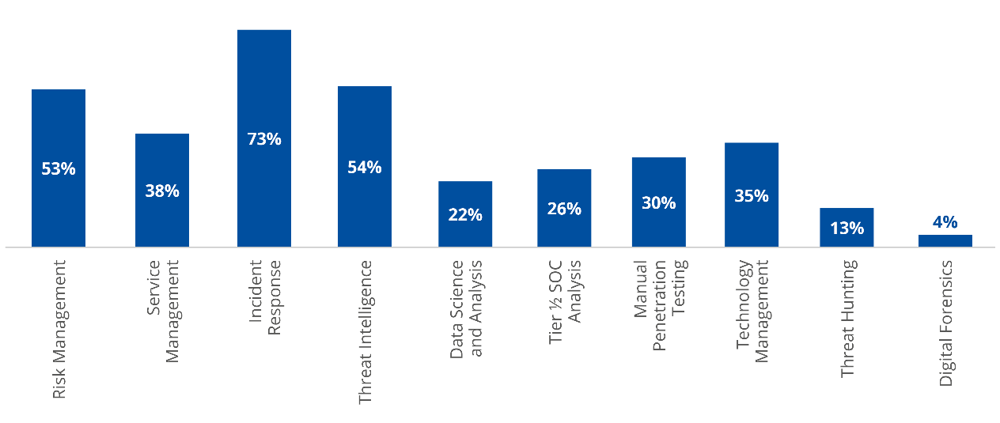 53%
38%
73%
54%
22%
26%
30%
35%
13%
4%
Risk Management
Service
Management
Incident
Response
Threat Intelligence
Data Science
and Analysis
Tier ½ SOC
Analysis
Manual
Penetration
Testing
Technology
Management
Threat Hunting
Digital Forensics